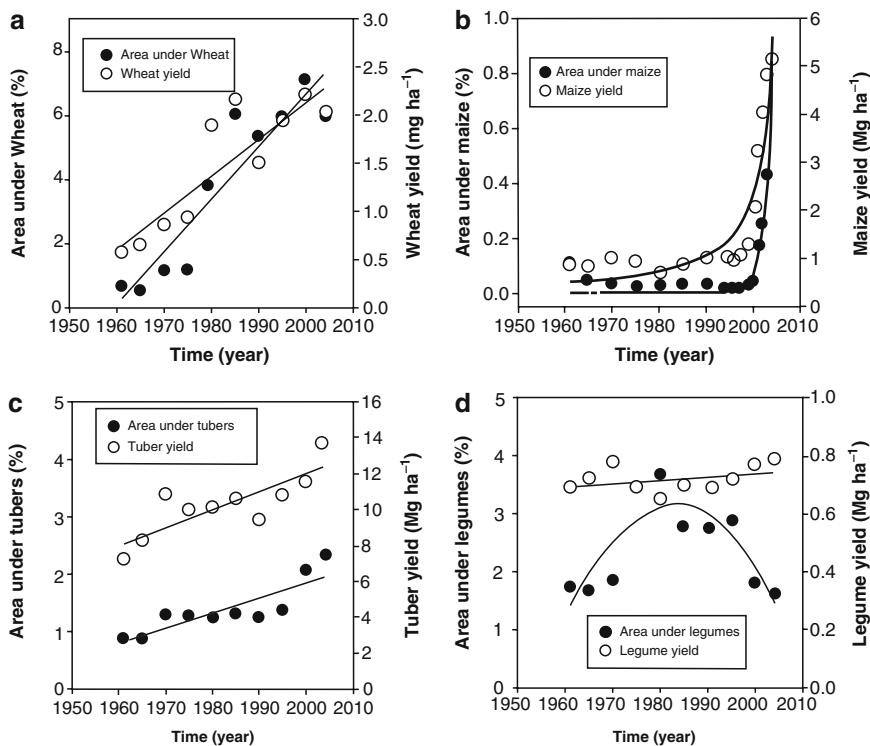 a
Area under Wheat (%)
8
6
4
2
0
Area under Wheat
Wheat yield
3.0
2.5
2.0
1.5
1.0
0.5
0.0
Wheat yield (mg ha⁻¹)
1950 1960 1970 1980 1990 2000 2010
Time (year)
b
Area under maize (%)
1.0
0.8
0.6
0.4
0.2
0.0
Area under maize
Maize yield
6
5
4
3
2
1
0
Maize yield (Mg ha⁻¹)
1950 1960 1970 1980 1990 2000 2010
Time (year)
c
Area under tubers (%)
5
4
3
2
1
0
Area under tubers
Tuber yield
16
14
12
10
8
6
4
2
0
Tuber yield (Mg ha⁻¹)
1950 1960 1970 1980 1990 2000 2010
Time (year)
d
Area under legumes (%)
5
4
3
2
1
0
Area under legumes
Legume yield
1.0
0.8
0.6
0.4
0.2
0.0
Legume yield (Mg ha⁻¹)
1950 1960 1970 1980 1990 2000 2010
Time (year)